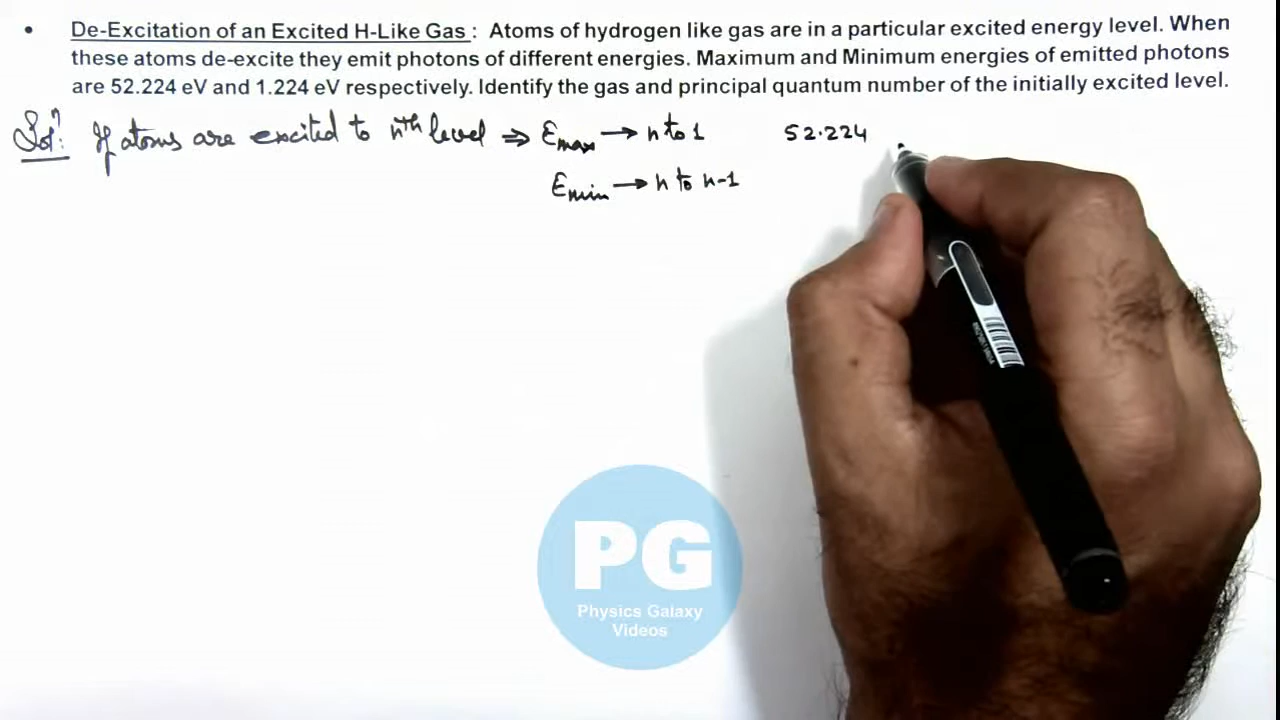 • De-Excitation of an Excited H-Like Gas : Atoms of hydrogen like gas are in a particular excited energy level. When
these atoms de-excite they emit photons of different energies. Maximum and Minimum energies of emitted photons
are 52.224 eV and 1.224 eV respectively. Identify the gas and principal quantum number of the initially excited level.
Solⁿ: If atoms are excited to nth level ⇒ Emax → n to 1 52.224
Emin → n to n-1
PG
Physics Galaxy
Videos